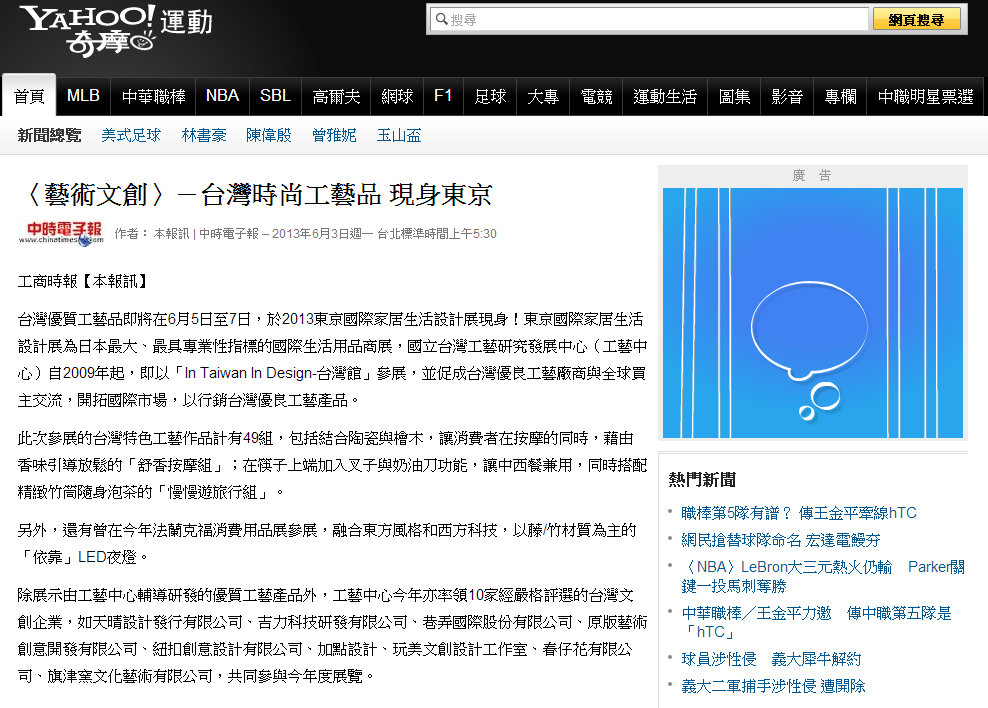 YAHOO! 奇摩 運動
搜尋
網頁搜尋
首頁 MLB 中華職棒 NBA SBL 高爾夫 網球 F1 足球 大專 電競 運動生活 圖集 影音 專欄 中職明星票選
新聞總覽 美式足球 林書豪 陳偉殷 曾雅妮 玉山盃
〈藝術文創〉－台灣時尚工藝品 現身東京
中時電子報
www.chinatimes.com
作者： 本報訊 | 中時電子報 – 2013年6月3日週一 台北標準時間上午5:30
工商時報【本報訊】
台灣優質工藝品即將在6月5日至7日，於2013東京國際家居生活設計展現身！東京國際家居生活
設計展為日本最大、最具專業性指標的國際生活用品商展，國立台灣工藝研究發展中心（工藝中
心）自2009年起，即以「In Taiwan In Design-台灣館」參展，並促成台灣優良工藝廠商與全球買
主交流，開拓國際市場，以行銷台灣優良工藝產品。
此次參展的台灣特色工藝作品計有49組，包括結合陶瓷與檜木，讓消費者在按摩的同時，藉由
香味引導放鬆的「舒香按摩組」；在筷子上端加入叉子與奶油刀功能，讓中西餐兼用，同時搭配
精緻竹筒隨身泡茶的「慢慢遊旅行組」。
另外，還有曾在今年法蘭克福消費用品展參展，融合東方風格和西方科技，以藤/竹材質為主的
「依靠」LED夜燈。
除展示由工藝中心輔導研發的優質工藝產品外，工藝中心今年亦率領10家經嚴格評選的台灣文
創企業，如天晴設計發行有限公司、吉力科技研發有限公司、巷弄國際股份有限公司、原版藝術
創意開發有限公司、紐扣創意設計有限公司、加點設計、玩美文創設計工作室、春仔花有限公
司、旗津窯文化藝術有限公司，共同參與今年度展覽。
廣 告
熱門新聞
職棒第5隊有譜？ 傳王金平牽線hTC
網民搶替球隊命名 宏達電鰻夯
〈NBA〉LeBron大三元熱火仍輸 Parker關
鍵一投馬刺奪勝
中華職棒／王金平力邀 傳中職第五隊是
「hTC」
球員涉性侵 義大犀牛解約
義大二軍捕手涉性侵 遭開除